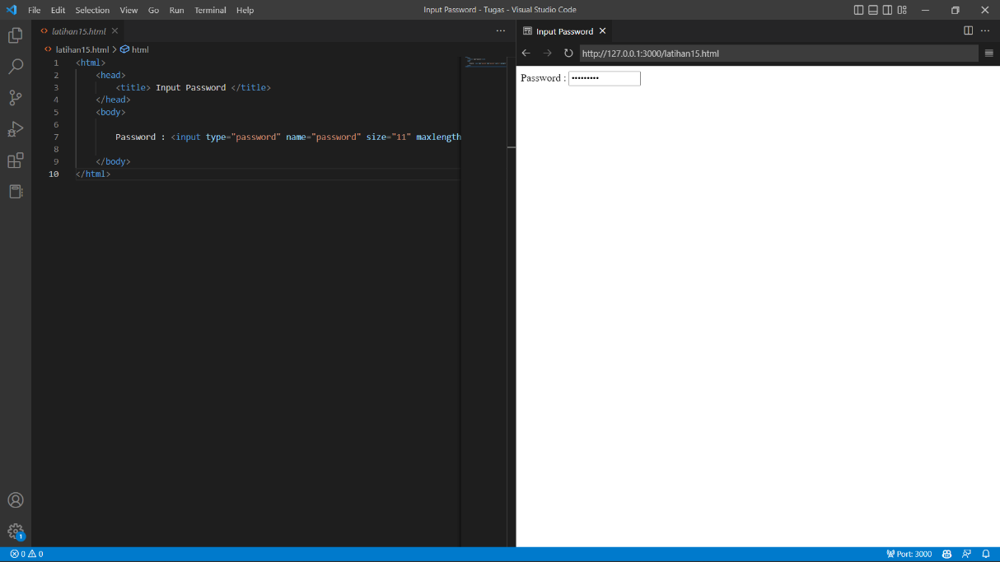 File Edit Selection View Go Run Terminal Help
Input Password - Tugas - Visual Studio Code
latihan15.html
latihan15.html > html
1 <html>
2 <head>
3 <title> Input Password </title>
4 </head>
5 <body>
6
7 Password : <input type="password" name="password" size="11" maxlength
8
9 </body>
10 </html>
Input Password
http://127.0.0.1:3000/latihan15.html
Password : •••••••••
1
0 0
Port: 3000